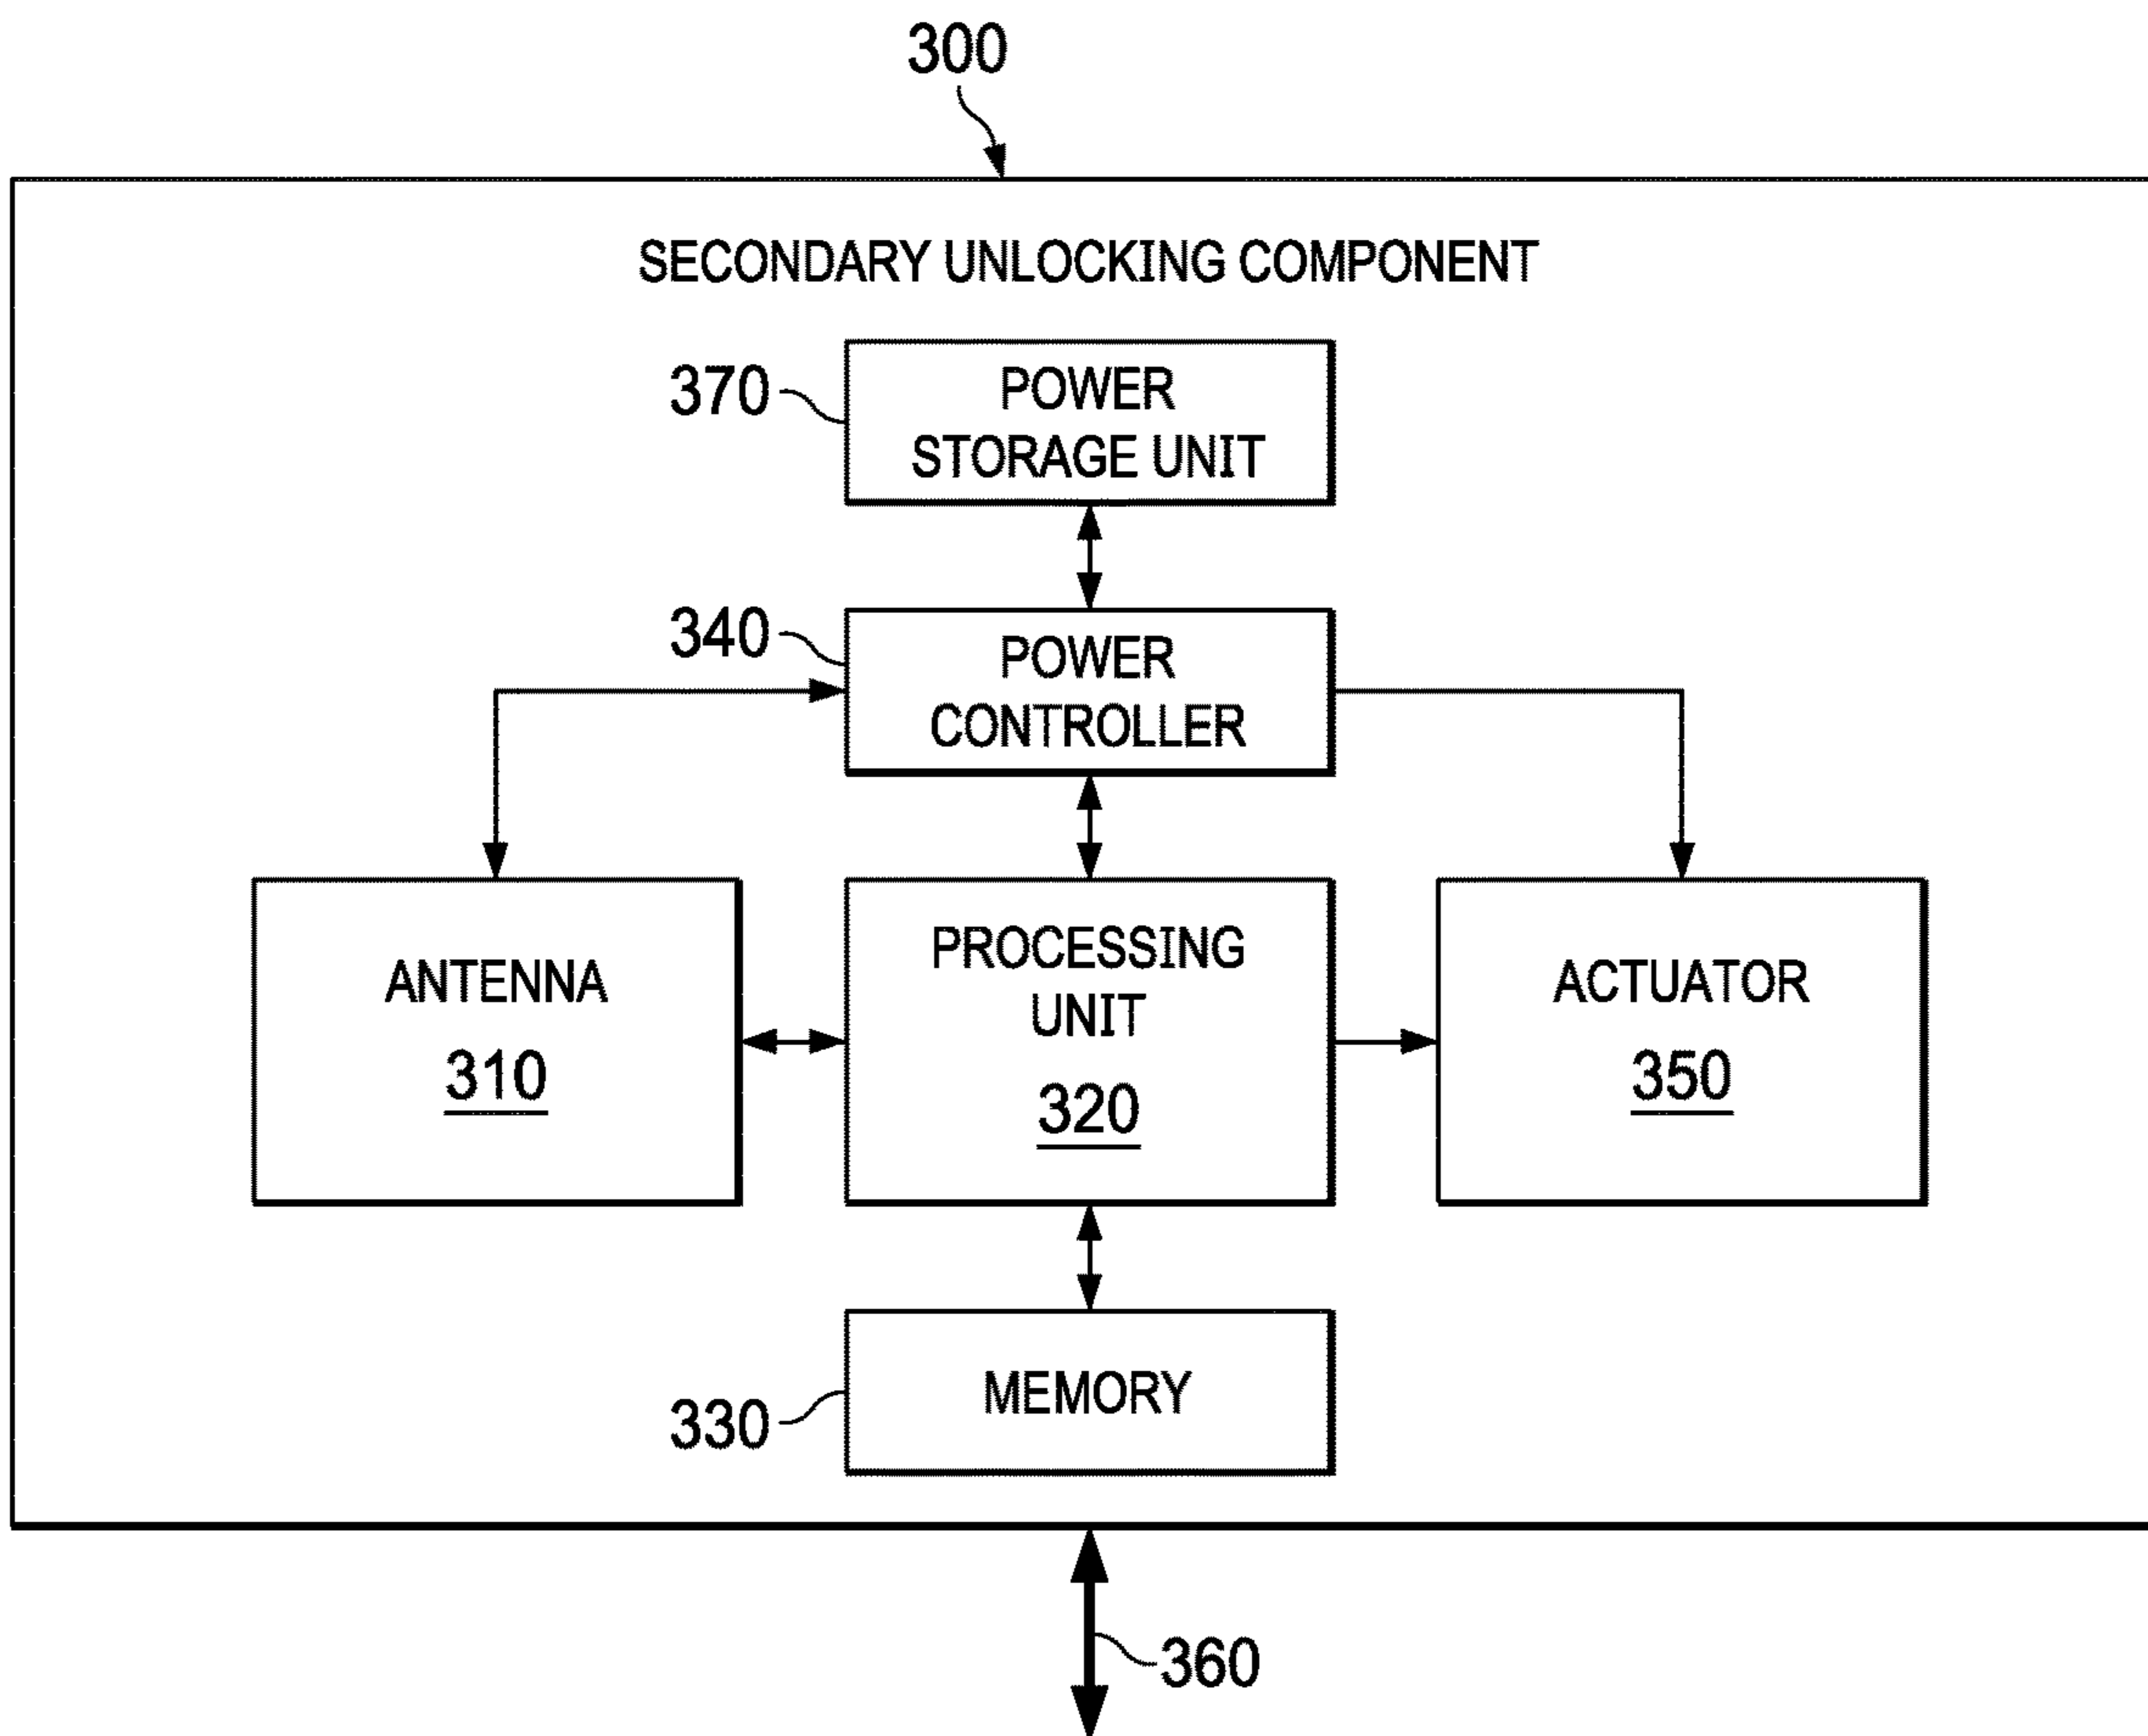 300
SECONDARY UNLOCKING COMPONENT
370
POWER
STORAGE UNIT
340
POWER
CONTROLLER
ANTENNA
310
PROCESSING
UNIT
320
ACTUATOR
350
330
MEMORY
360